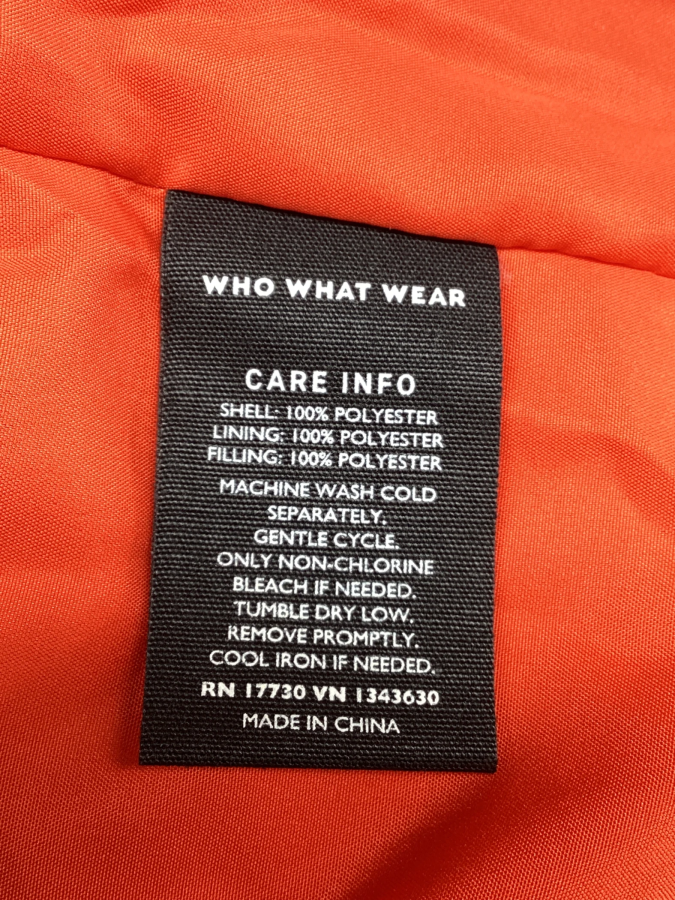 WHO WHAT WEAR
CARE INFO
SHELL: 100% POLYESTER
LINING: 100% POLYESTER
FILLING: 100% POLYESTER
MACHINE WASH COLD
SEPARATELY.
GENTLE CYCLE.
ONLY NON-CHLORINE
BLEACH IF NEEDED.
TUMBLE DRY LOW.
REMOVE PROMPTLY.
COOL IRON IF NEEDED.
RN 17730 VN 1343630
MADE IN CHINA